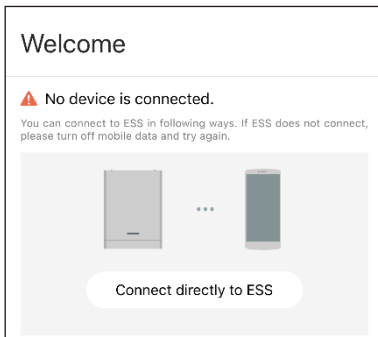 Welcome
No device is connected.
You can connect to ESS in following ways. If ESS does not connect,
please turn off mobile data and try again.
Connect directly to ESS